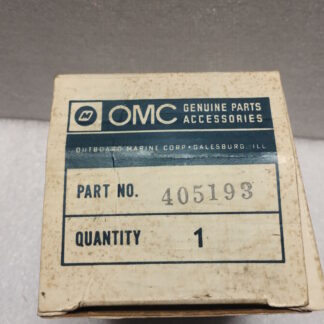 OMC GENUINE PARTS
ACCESSORIES
OUTBOARD MARINE CORP • GALESBURG, ILL
PART NO. 405193
QUANTITY 1